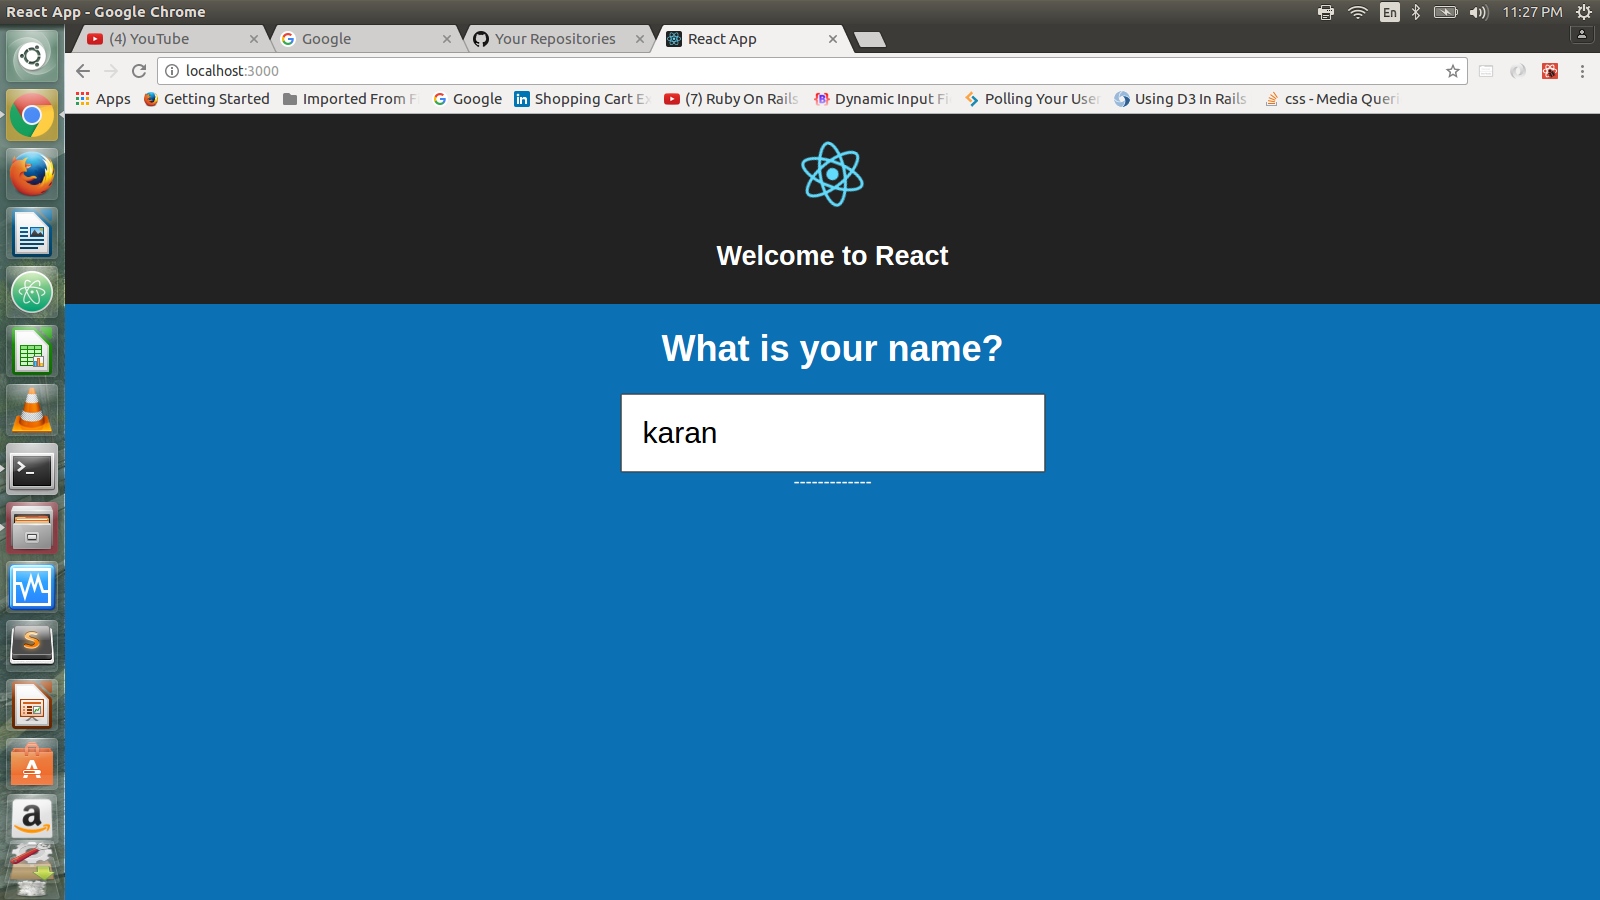 React App - Google Chrome
En
11:27 PM
(4) YouTube
Google
Your Repositories
React App
localhost:3000
Apps
Getting Started
Imported From F
Google
Shopping Cart Ex
(7) Ruby On Rails
Dynamic Input Fi
Polling Your User
Using D3 In Rails
css - Media Queri
Welcome to React
What is your name?
karan
-------------